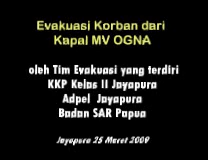 Evakuasi Korban dari
Kapal MV OGNA
oleh Tim Evakuasi yang terdiri
KKP Kelas II Jayapura
Adpel Jayapura
Badan SAR Papua
Jayapura 25 Maret 2009